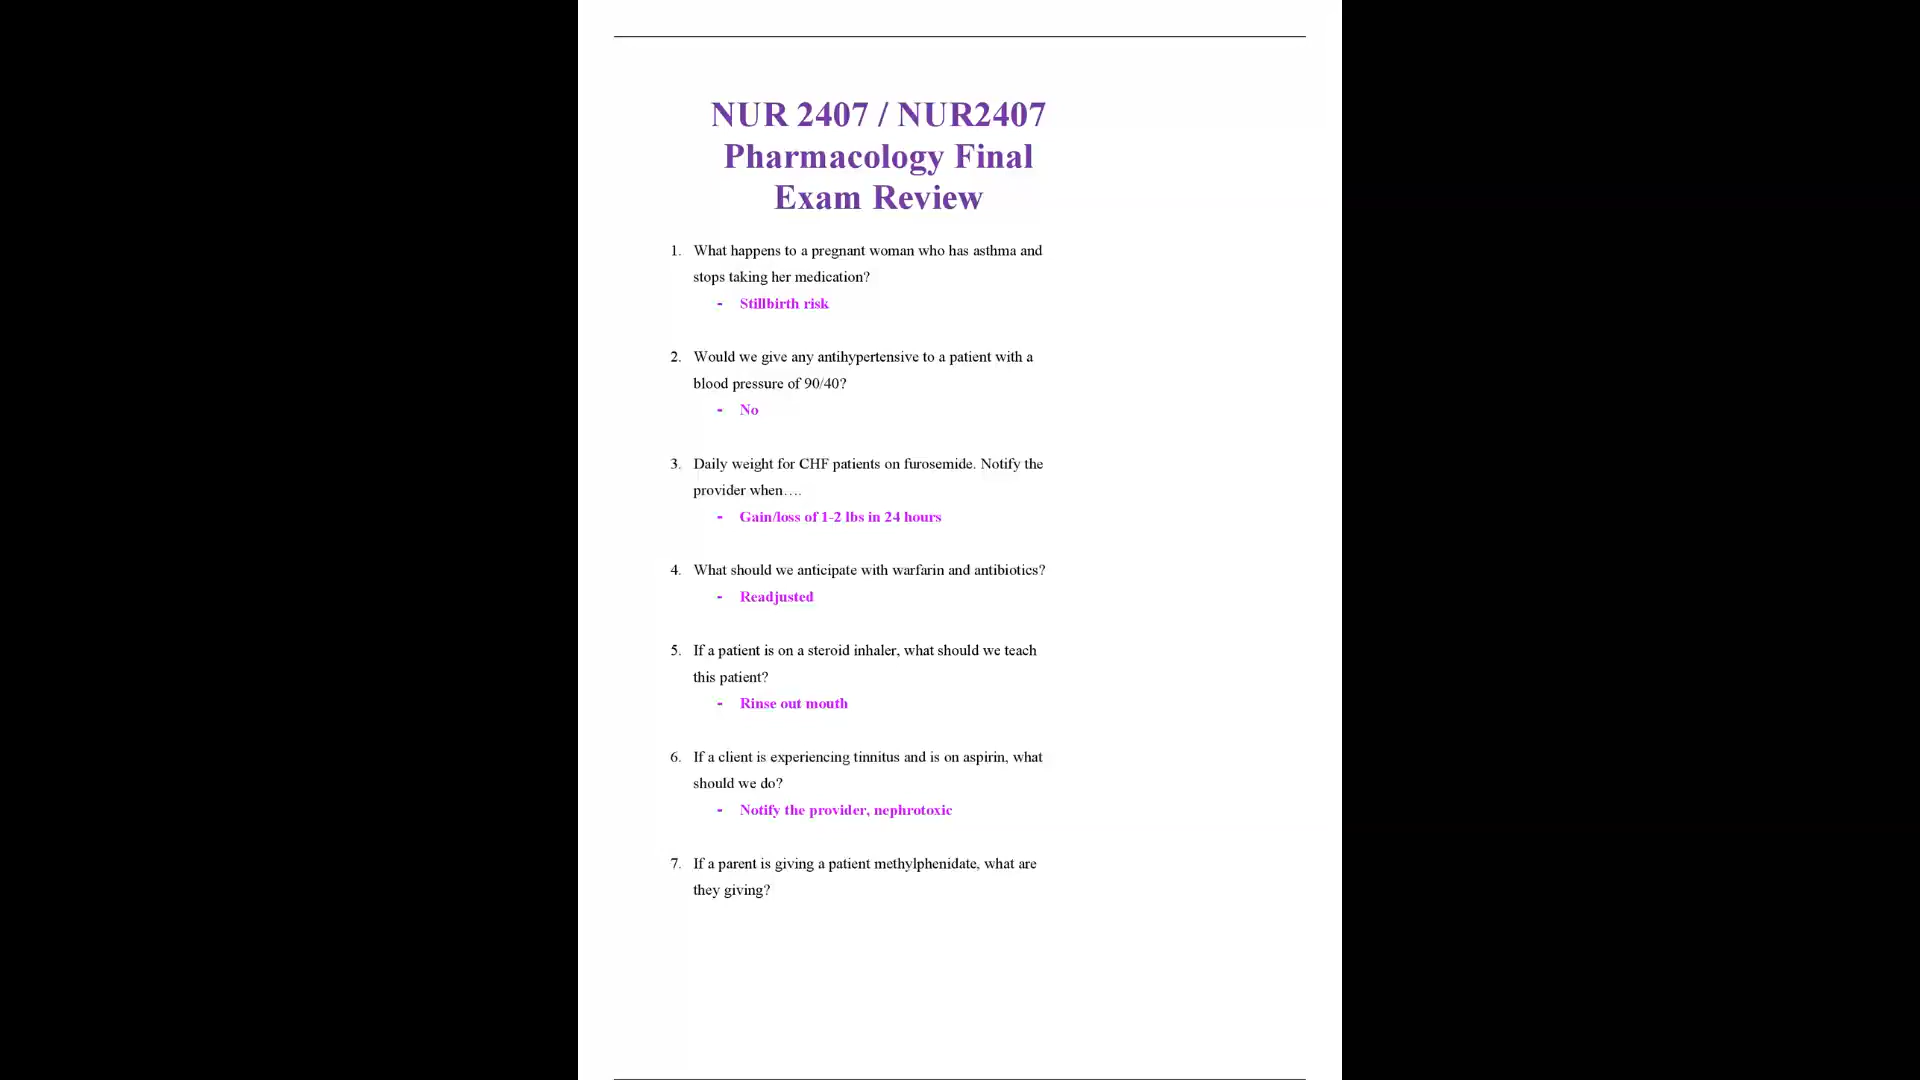 NUR 2407 / NUR2407
Pharmacology Final
Exam Review
1. What happens to a pregnant woman who has asthma and
stops taking her medication?
- Stillbirth risk
2. Would we give any antihypertensive to a patient with a
blood pressure of 90/40?
- No
3. Daily weight for CHF patients on furosemide. Notify the
provider when….
- Gain/loss of 1-2 lbs in 24 hours
4. What should we anticipate with warfarin and antibiotics?
- Readjusted
5. If a patient is on a steroid inhaler, what should we teach
this patient?
- Rinse out mouth
6. If a client is experiencing tinnitus and is on aspirin, what
should we do?
- Notify the provider, nephrotoxic
7. If a parent is giving a patient methylphenidate, what are
they giving?